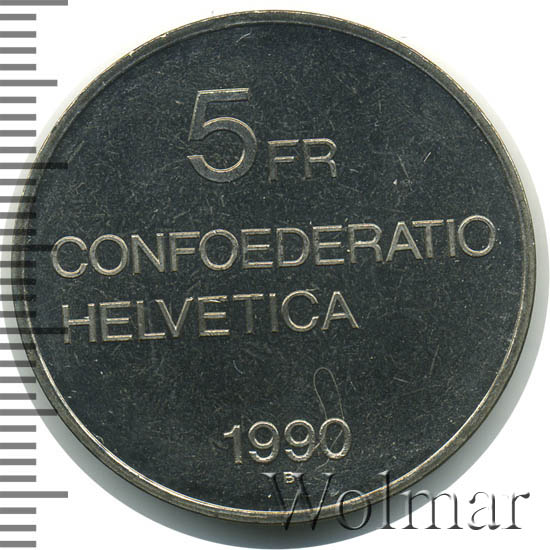 5 FR
CONFOEDERATIO
HELVETICA
1990
B
Wolmar